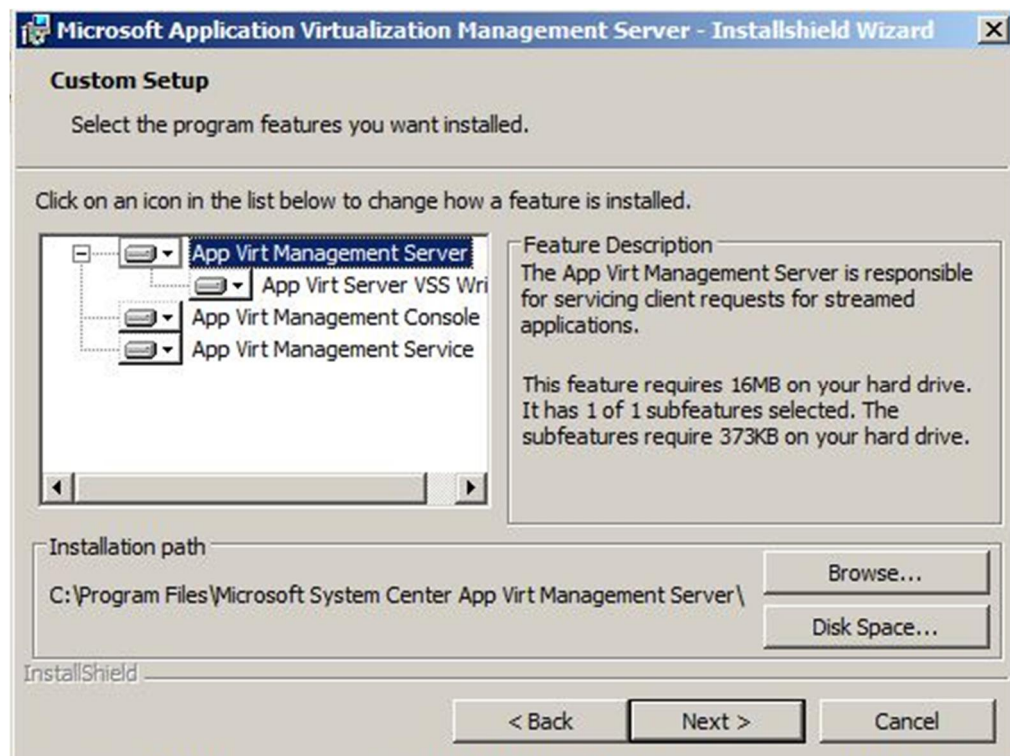 Microsoft Application Virtualization Management Server - Installshield Wizard
Custom Setup
Select the program features you want installed.
Click on an icon in the list below to change how a feature is installed.
App Virt Management Server
App Virt Server VSS Wri
App Virt Management Console
App Virt Management Service
Feature Description
The App Virt Management Server is responsible
for servicing client requests for streamed
applications.
This feature requires 16MB on your hard drive.
It has 1 of 1 subfeatures selected. The
subfeatures require 373KB on your hard drive.
Installation path
C:\Program Files\Microsoft System Center App Virt Management Server\
Browse...
Disk Space...
InstallShield
< Back
Next >
Cancel